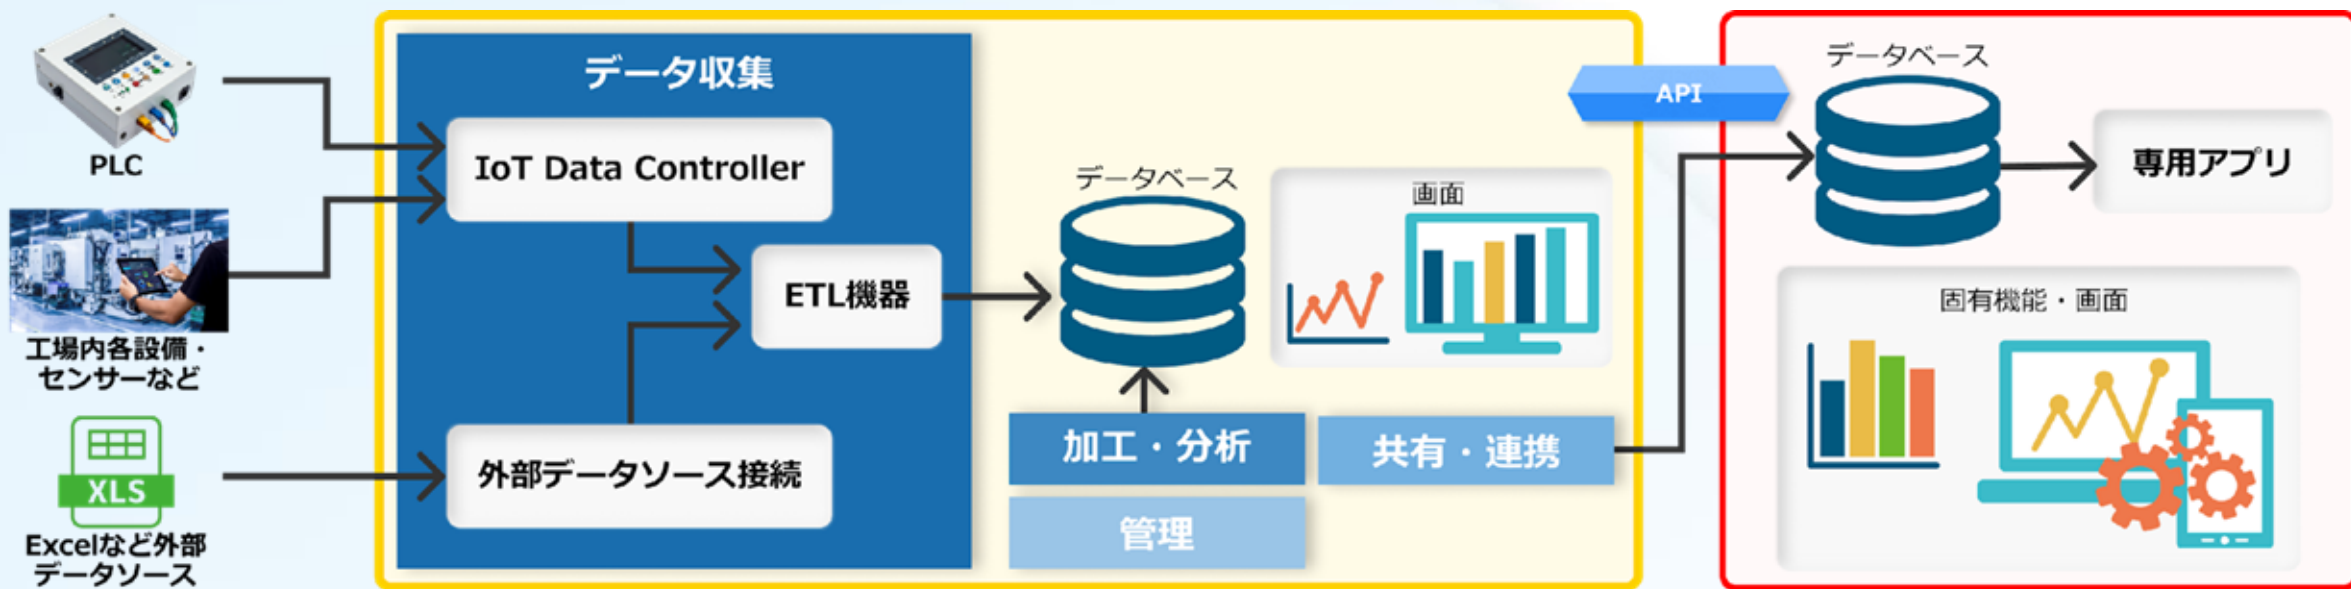 PLC
工場内各設備・
センサーなど
XLS
Excelなど外部
データソース
データ収集
IoT Data Controller
ETL機器
外部データソース接続
データベース
画面
加工・分析
共有・連携
管理
API
データベース
専用アプリ
固有機能・画面